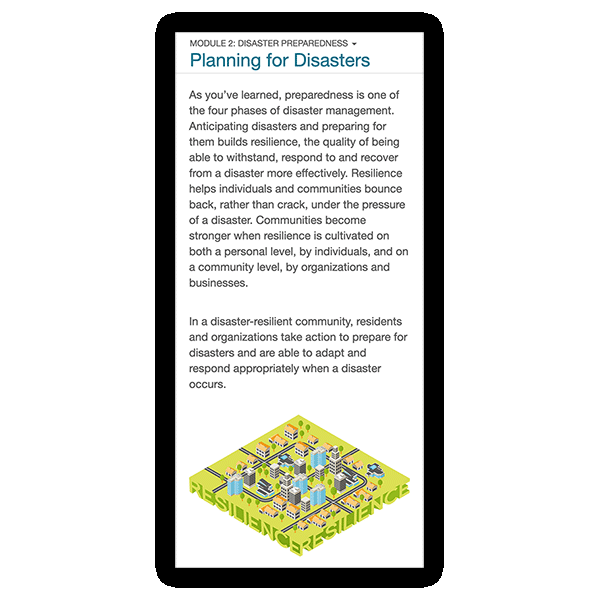 MODULE 2: DISASTER PREPAREDNESS
Planning for Disasters
As you’ve learned, preparedness is one of
the four phases of disaster management.
Anticipating disasters and preparing for
them builds resilience, the quality of being
able to withstand, respond to and recover
from a disaster more effectively. Resilience
helps individuals and communities bounce
back, rather than crack, under the pressure
of a disaster. Communities become
stronger when resilience is cultivated on
both a personal level, by individuals, and on
a community level, by organizations and
businesses.
In a disaster-resilient community, residents
and organizations take action to prepare for
disasters and are able to adapt and
respond appropriately when a disaster
occurs.
RESILIENCE
RESILIENCE